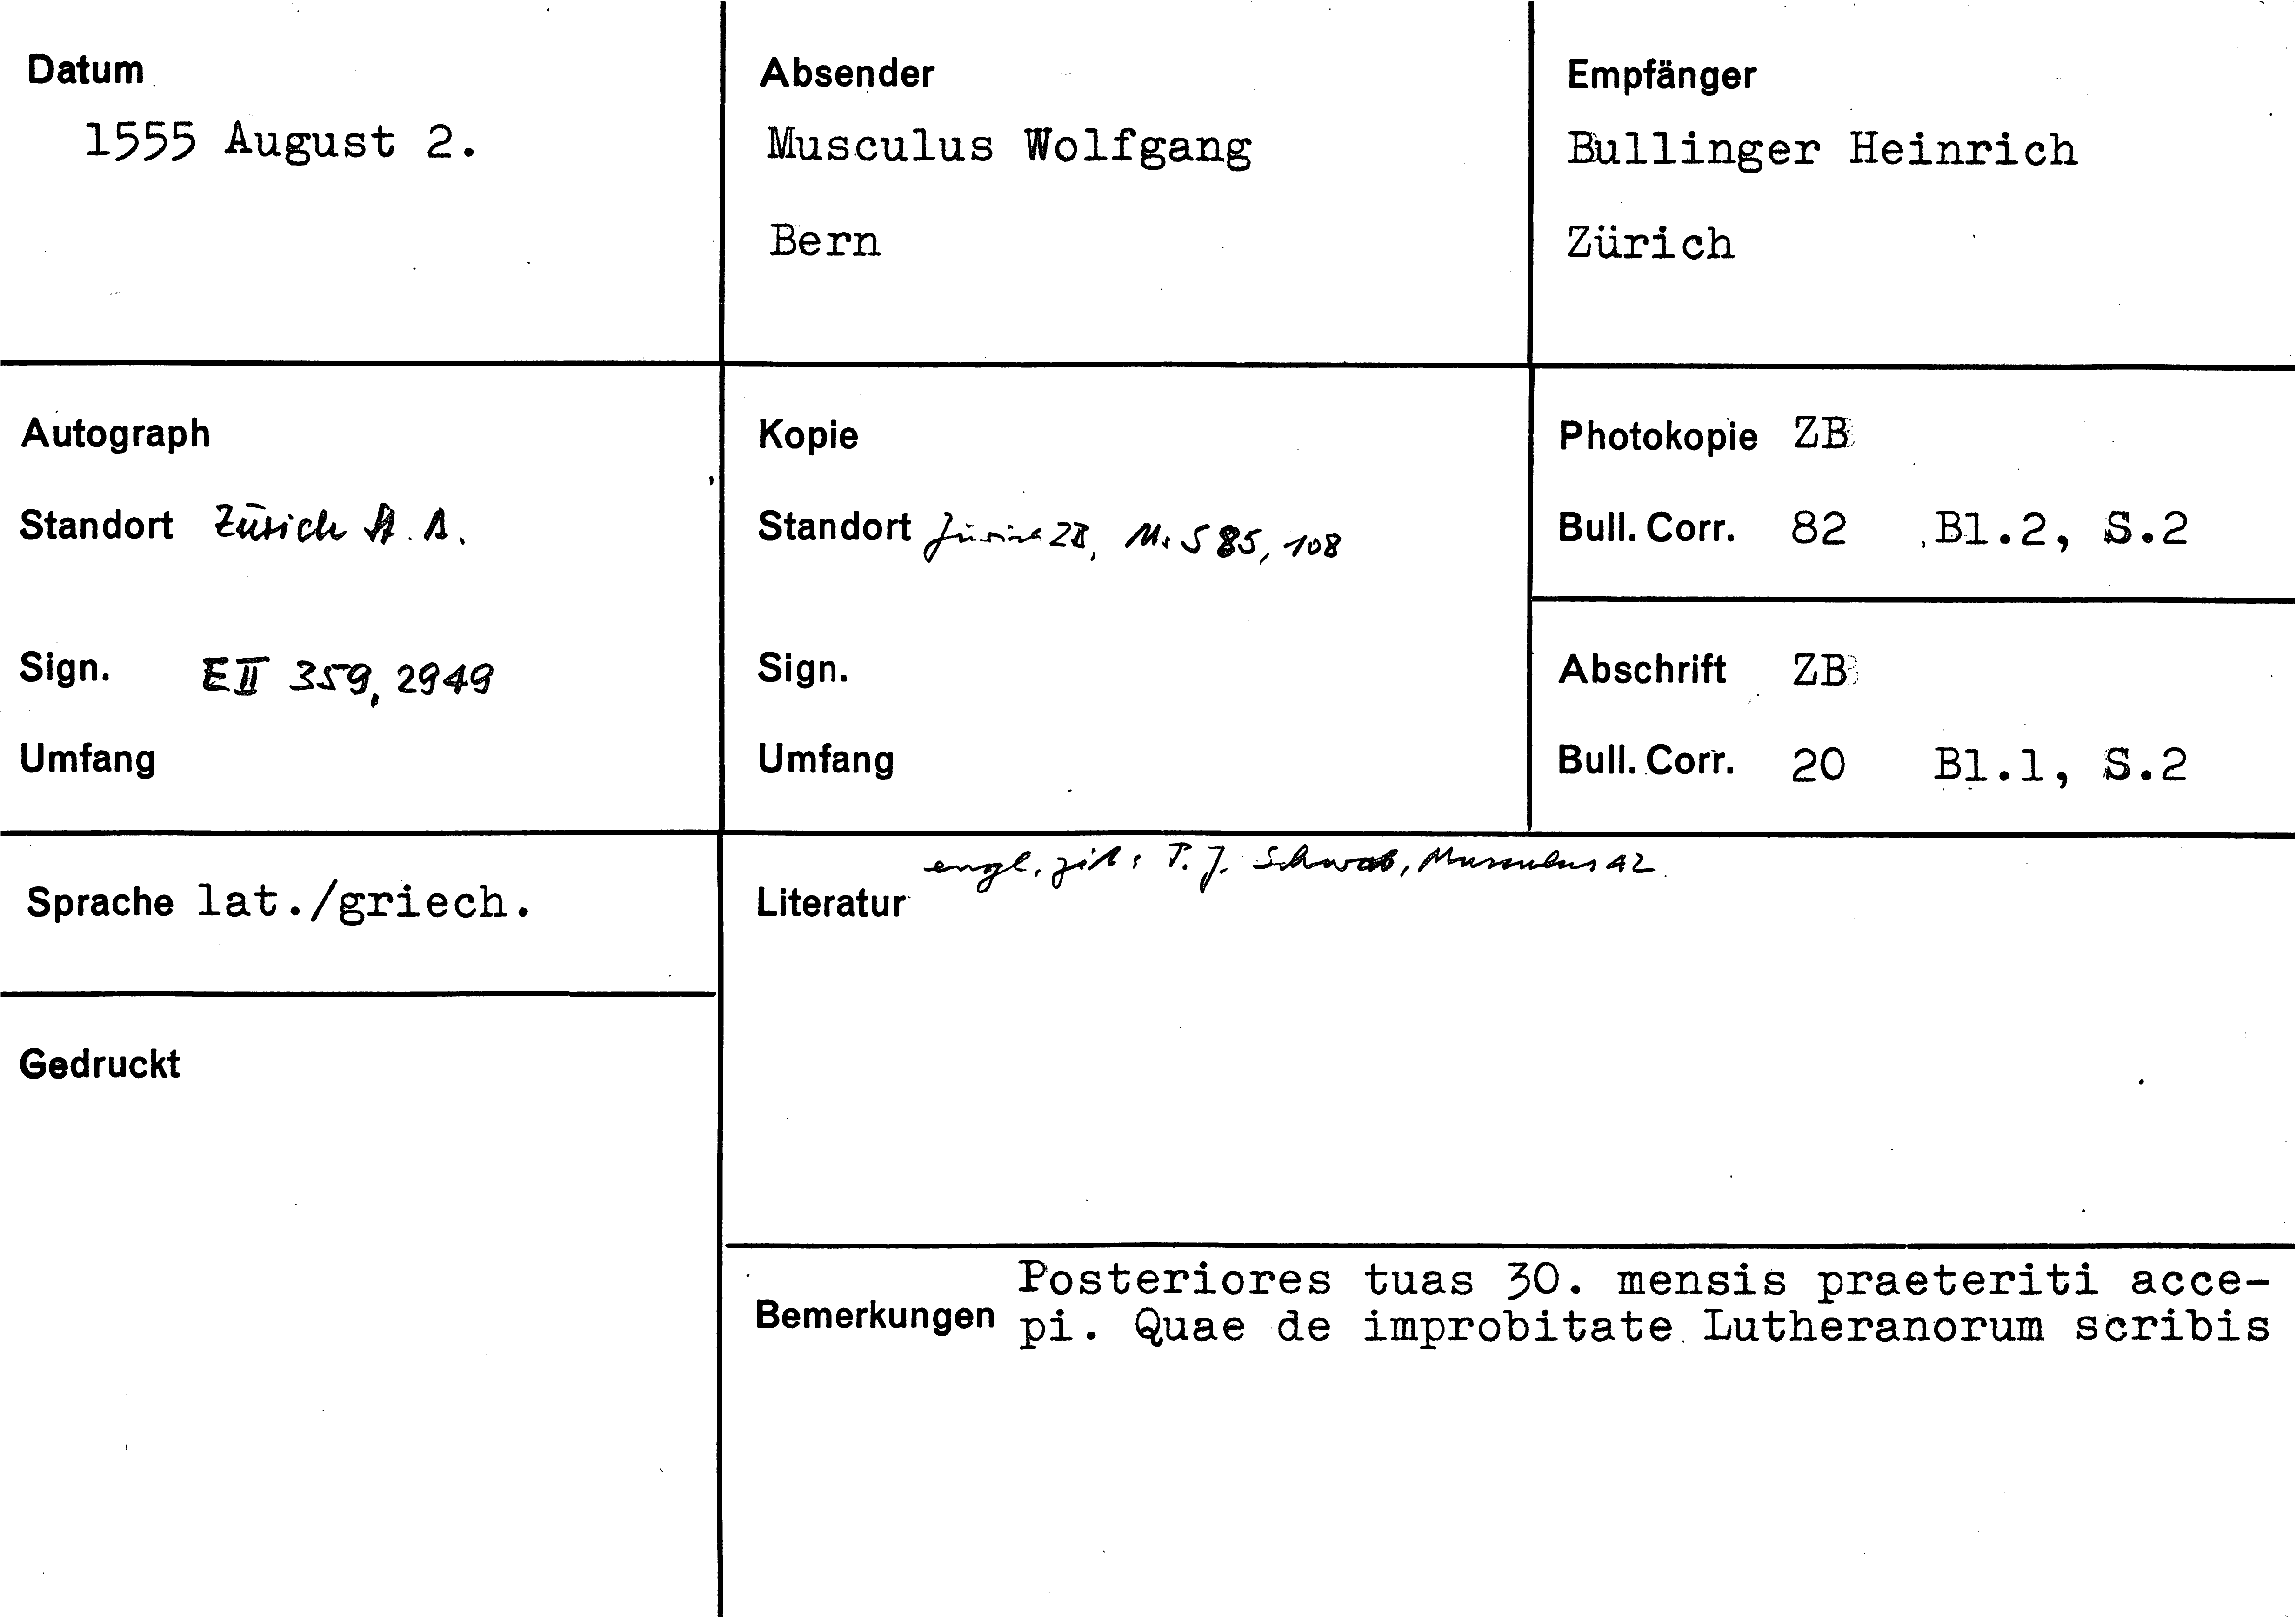 Datum
1555 August 2.
Absender
Musculus Wolfgang
Bern
Empfänger
Bullinger Heinrich
Zürich
Autograph
Standort Zürich St. A.
Sign. E II 359, 2949
Umfang
Kopie
Standort Zürich ZB, Ms S 85, 108
Sign.
Umfang
Photokopie ZB
Bull. Corr. 82 Bl.2, S.2
Abschrift ZB
Bull. Corr. 20 Bl.1, S.2
Sprache lat./griech.
Gedruckt
engl. zit: P. J. Schwab, Musculus 42
Literatur
Posteriores tuas 30. mensis praeteriti acce-
Bemerkungen pi. Quae de improbitate Lutheranorum scribis